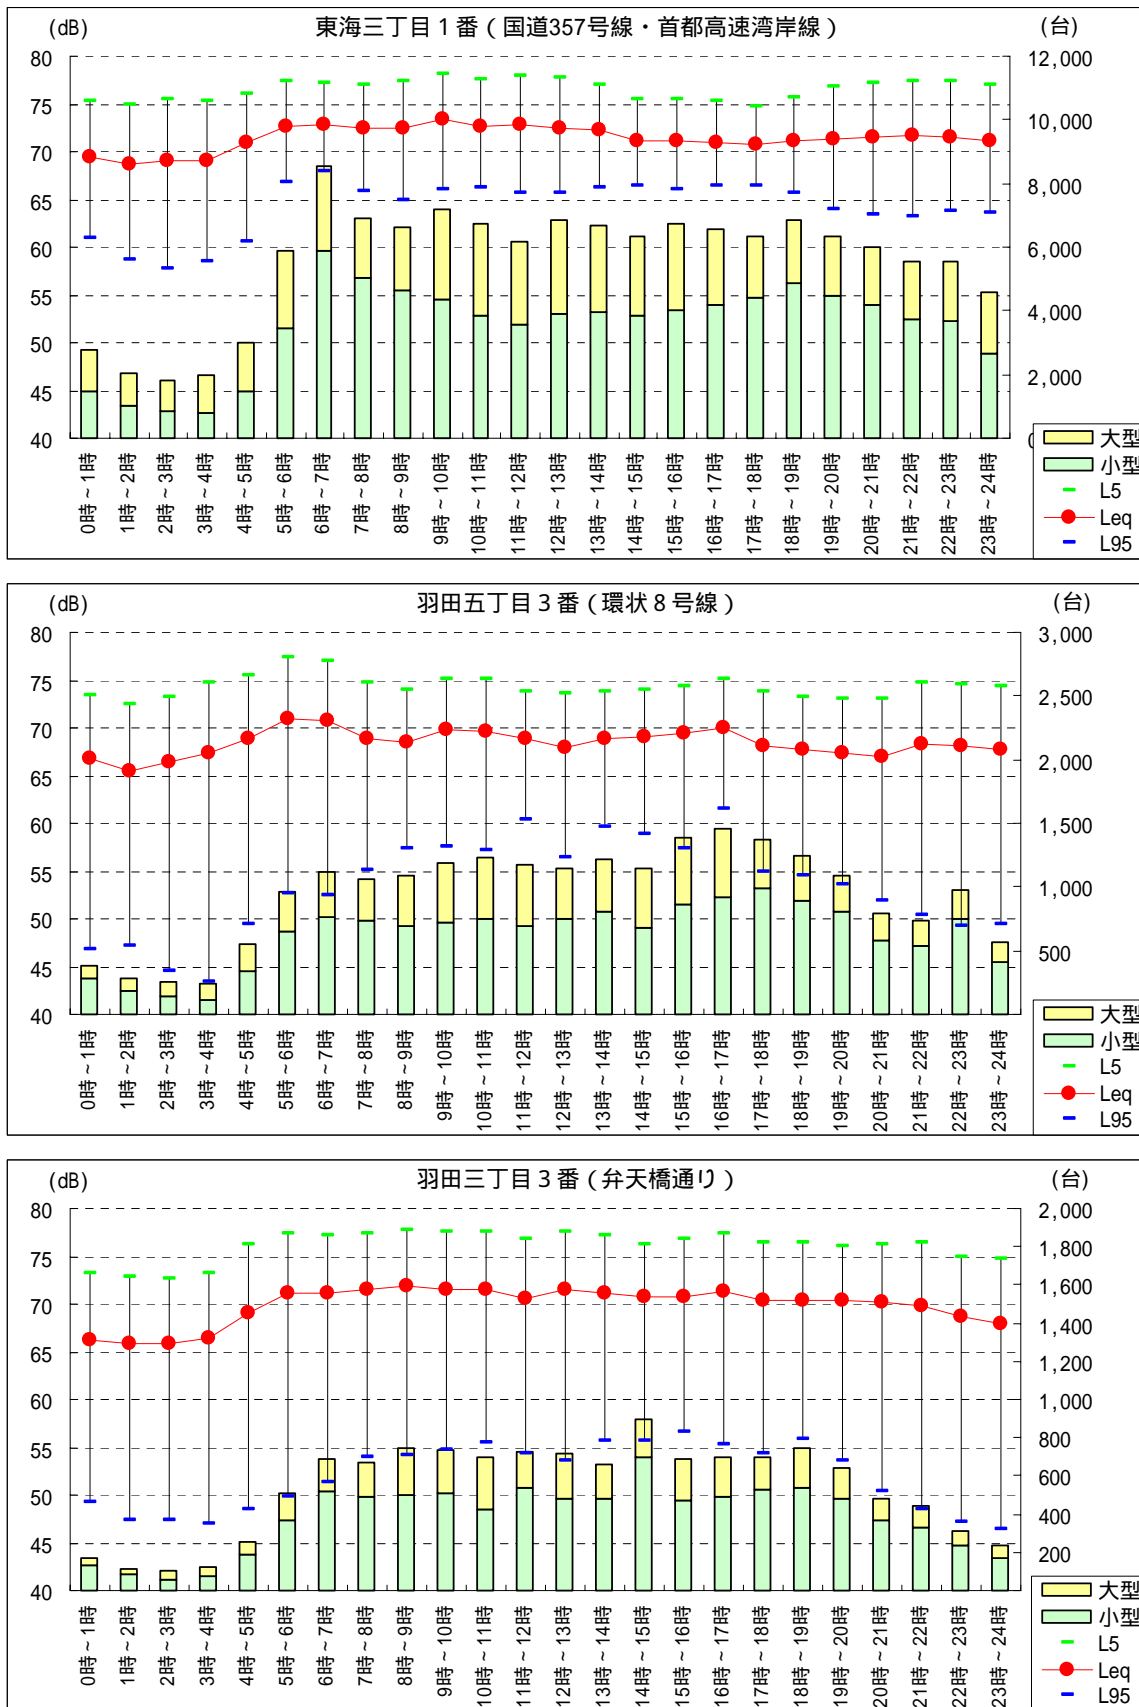 東海三丁目１番（国道357号線・首都高速湾岸線）
(dB) (台)
80 12,000
75 10,000
70
65 8,000
60 6,000
55 4,000
50
45 2,000
40
0時～1時 1時～2時 2時～3時 3時～4時 4時～5時 5時～6時 6時～7時 7時～8時 8時～9時 9時～10時 10時～11時 11時～12時 12時～13時 13時～14時 14時～15時 15時～16時 16時～17時 17時～18時 18時～19時 19時～20時 20時～21時 21時～22時 22時～23時 23時～24時
大型
小型
L5
Leq
L95
羽田五丁目３番（環状８号線）
(dB) (台)
80 3,000
75 2,500
70
65 2,000
60 1,500
55 1,000
50
45 500
40
0時～1時 1時～2時 2時～3時 3時～4時 4時～5時 5時～6時 6時～7時 7時～8時 8時～9時 9時～10時 10時～11時 11時～12時 12時～13時 13時～14時 14時～15時 15時～16時 16時～17時 17時～18時 18時～19時 19時～20時 20時～21時 21時～22時 22時～23時 23時～24時
大型
小型
L5
Leq
L95
羽田三丁目３番（弁天橋通り）
(dB) (台)
80 2,000
75 1,800
70 1,600
65 1,400
60 1,200
55 1,000
50 800
45 600
40 400
200
0時～1時 1時～2時 2時～3時 3時～4時 4時～5時 5時～6時 6時～7時 7時～8時 8時～9時 9時～10時 10時～11時 11時～12時 12時～13時 13時～14時 14時～15時 15時～16時 16時～17時 17時～18時 18時～19時 19時～20時 20時～21時 21時～22時 22時～23時 23時～24時
大型
小型
L5
Leq
L95